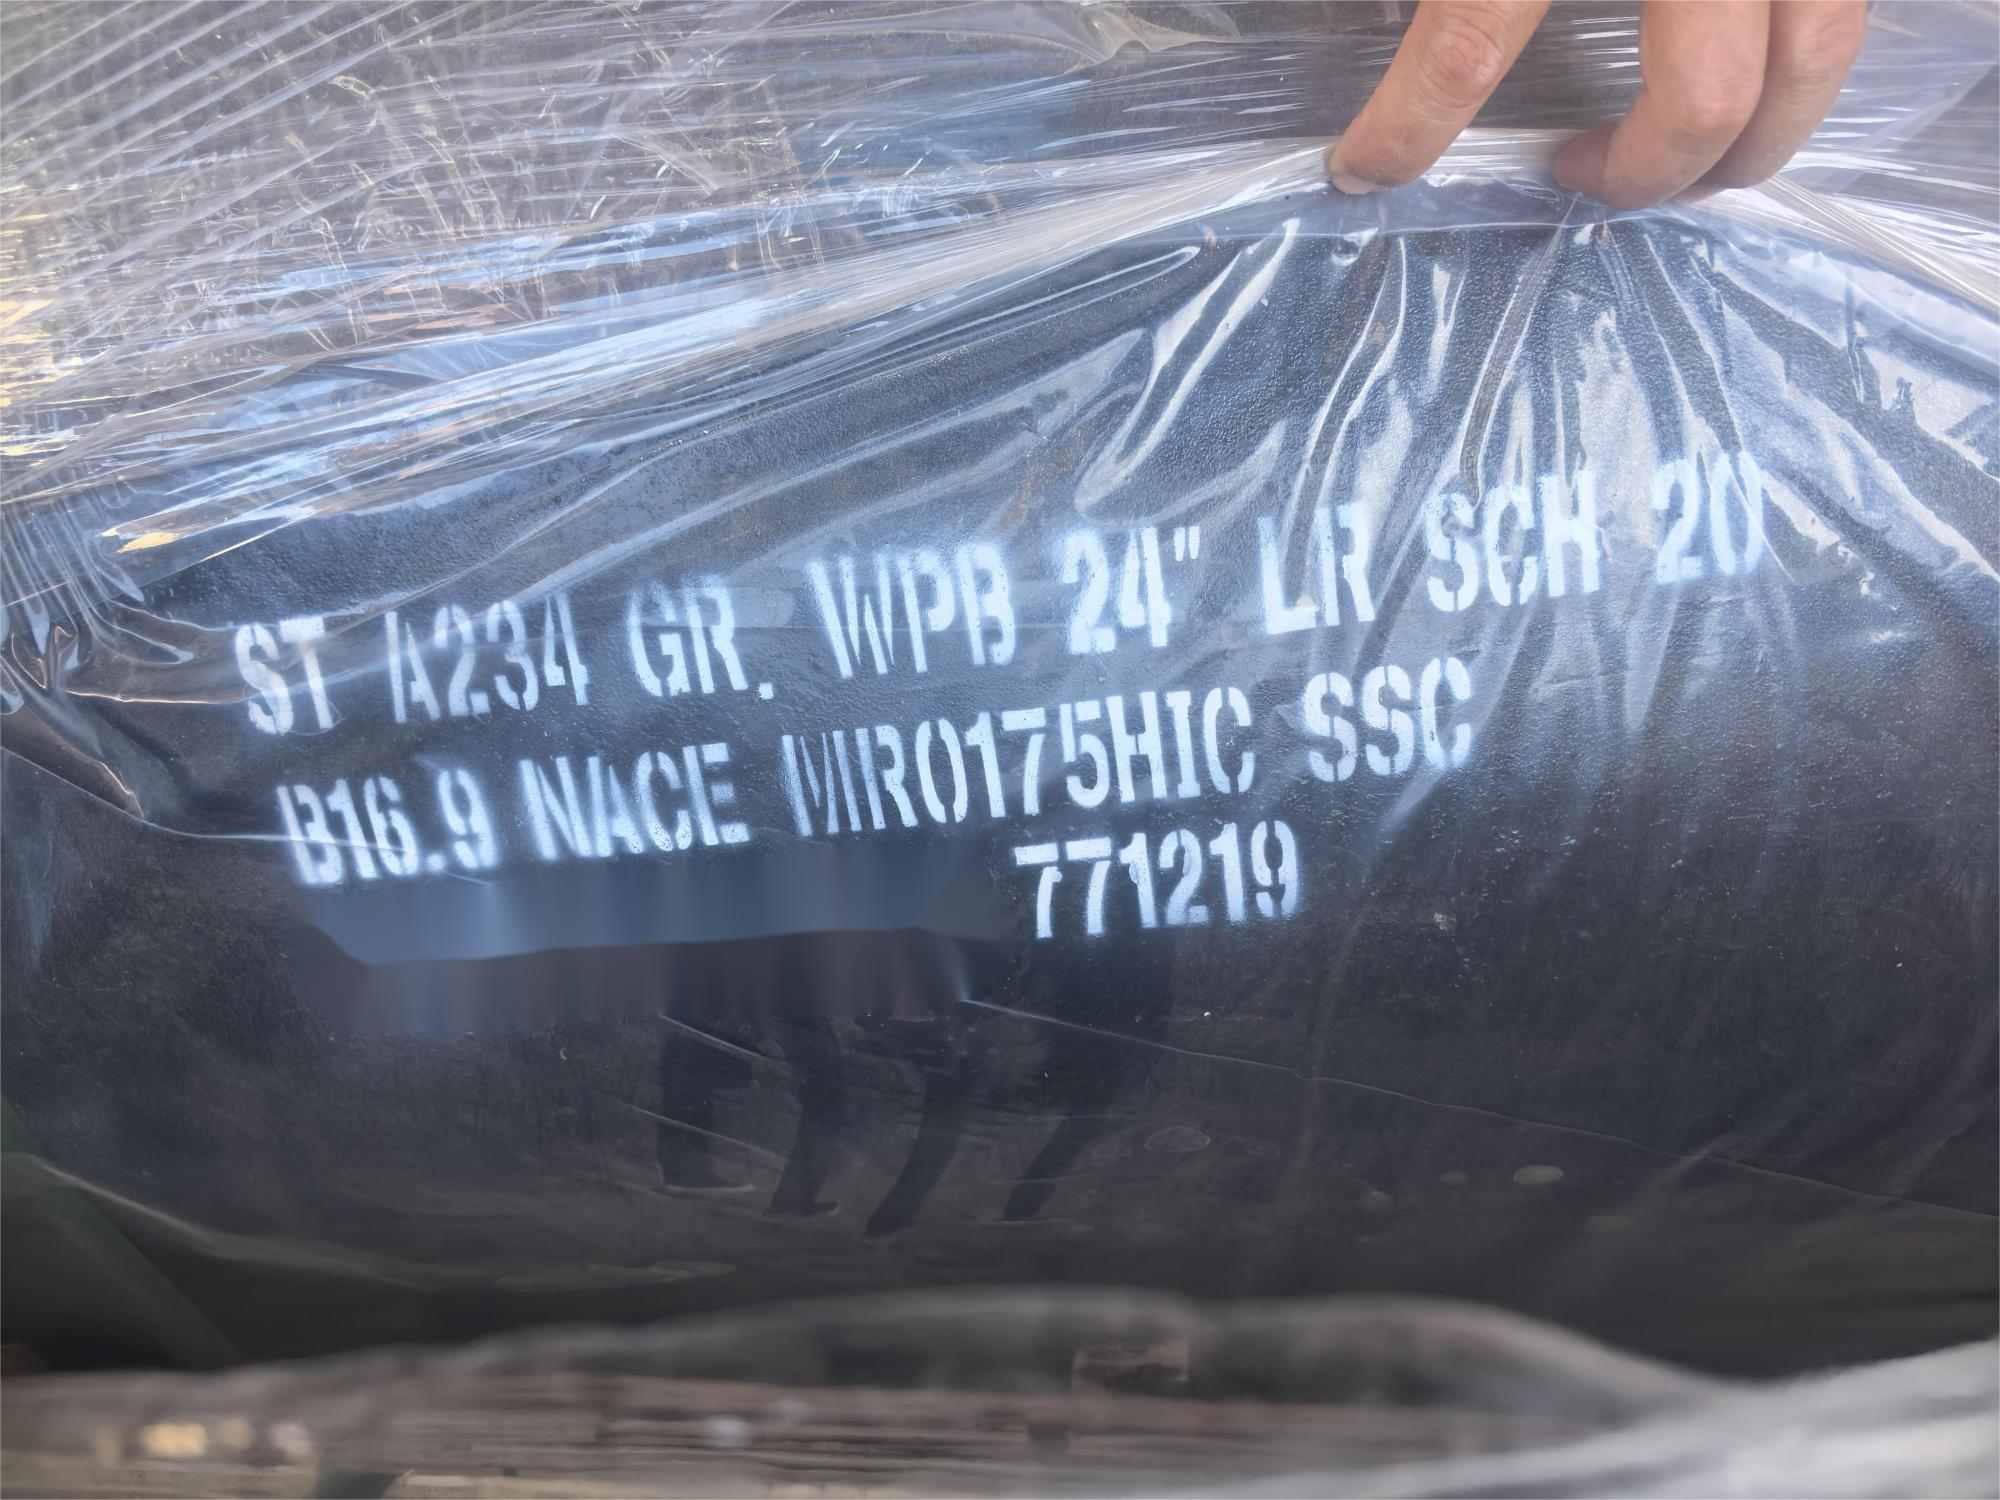 ST A234 GR. WPB 24" LR SCH 20
B16.9 NACE MR0175HIC SSC
771219